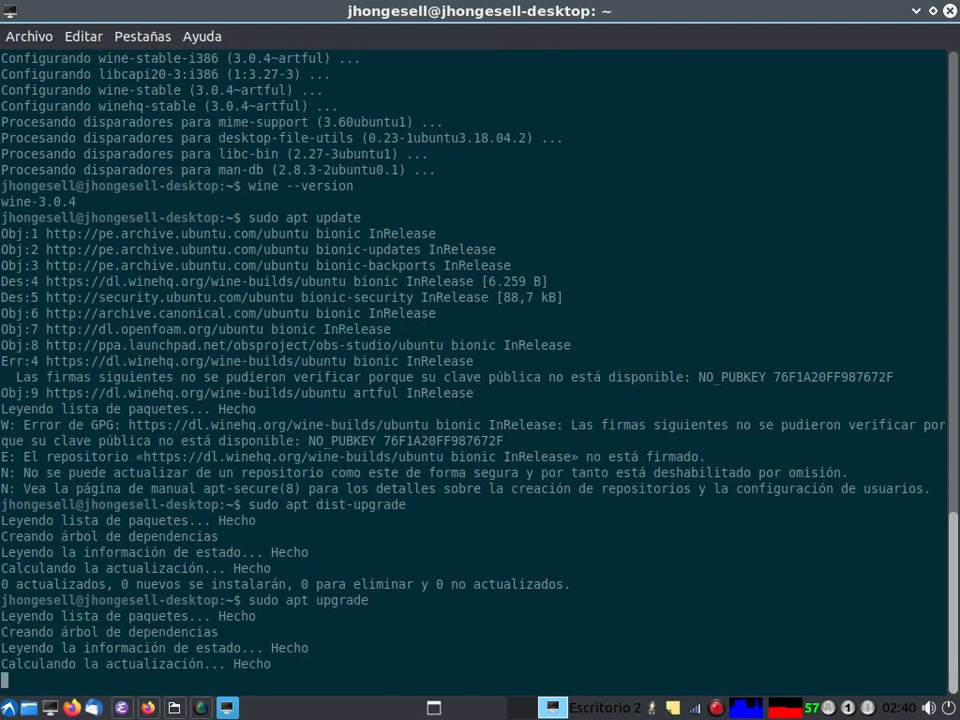 jhongesell@jhongesell-desktop: ~
Archivo Editar Pestañas Ayuda
Configurando wine-stable-i386 (3.0.4~artful) ...
Configurando libcapi20-3:i386 (1:3.27-3) ...
Configurando wine-stable (3.0.4~artful) ...
Configurando winehq-stable (3.0.4~artful) ...
Procesando disparadores para mime-support (3.60ubuntu1) ...
Procesando disparadores para desktop-file-utils (0.23-1ubuntu3.18.04.2) ...
Procesando disparadores para libc-bin (2.27-3ubuntu1) ...
Procesando disparadores para man-db (2.8.3-2ubuntu0.1) ...
jhongesell@jhongesell-desktop:~$ wine --version
wine-3.0.4
jhongesell@jhongesell-desktop:~$ sudo apt update
Obj:1 http://pe.archive.ubuntu.com/ubuntu bionic InRelease
Obj:2 http://pe.archive.ubuntu.com/ubuntu bionic-updates InRelease
Obj:3 http://pe.archive.ubuntu.com/ubuntu bionic-backports InRelease
Des:4 https://dl.winehq.org/wine-builds/ubuntu bionic InRelease [6.259 B]
Des:5 http://security.ubuntu.com/ubuntu bionic-security InRelease [88,7 kB]
Obj:6 http://archive.canonical.com/ubuntu bionic InRelease
Obj:7 http://dl.openfoam.org/ubuntu bionic InRelease
Obj:8 http://ppa.launchpad.net/obsproject/obs-studio/ubuntu bionic InRelease
Err:4 https://dl.winehq.org/wine-builds/ubuntu bionic InRelease
Las firmas siguientes no se pudieron verificar porque su clave pública no está disponible: NO_PUBKEY 76F1A20FF987672F
Obj:9 https://dl.winehq.org/wine-builds/ubuntu artful InRelease
Leyendo lista de paquetes... Hecho
W: Error de GPG: https://dl.winehq.org/wine-builds/ubuntu bionic InRelease: Las firmas siguientes no se pudieron verificar por
que su clave pública no está disponible: NO_PUBKEY 76F1A20FF987672F
E: El repositorio «https://dl.winehq.org/wine-builds/ubuntu bionic InRelease» no está firmado.
N: No se puede actualizar de un repositorio como este de forma segura y por tanto está deshabilitado por omisión.
N: Vea la página de manual apt-secure(8) para los detalles sobre la creación de repositorios y la configuración de usuarios.
jhongesell@jhongesell-desktop:~$ sudo apt dist-upgrade
Leyendo lista de paquetes... Hecho
Creando árbol de dependencias
Leyendo la información de estado... Hecho
Calculando la actualización... Hecho
0 actualizados, 0 nuevos se instalarán, 0 para eliminar y 0 no actualizados.
jhongesell@jhongesell-desktop:~$ sudo apt upgrade
Leyendo lista de paquetes... Hecho
Creando árbol de dependencias
Leyendo la información de estado... Hecho
Calculando la actualización... Hecho
Escritorio 2 57 A 1 02:40